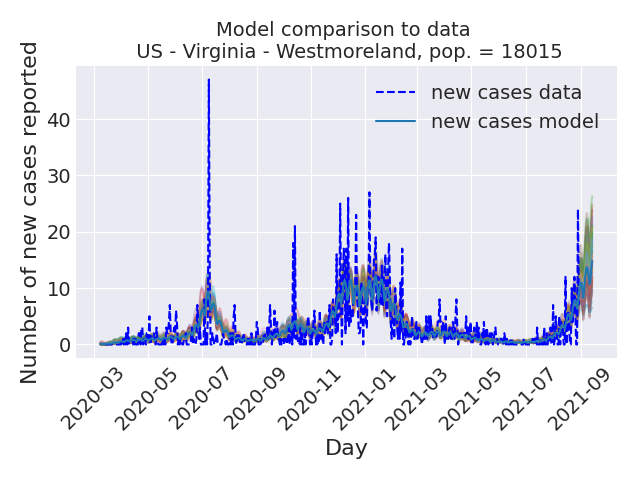 Model comparison to data
US - Virginia - Westmoreland, pop. = 18015
Number of new cases reported
40
30
20
10
0
new cases data
new cases model
2020-03
2020-05
2020-07
2020-09
2020-11
2021-01
2021-03
2021-05
2021-07
2021-09
Day